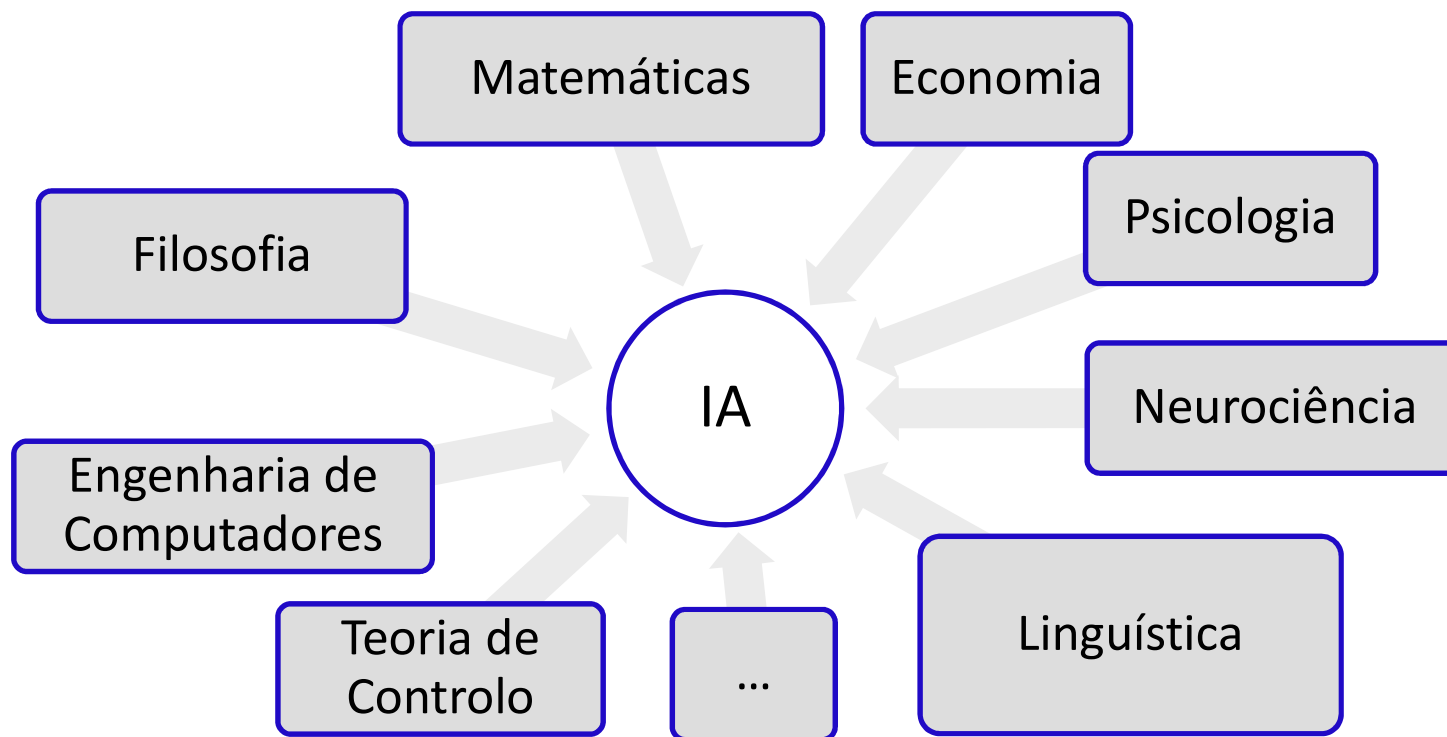 Matemáticas
Economia
Psicologia
Filosofia
IA
Neurociência
Engenharia de
Computadores
Teoria de
Controlo
...
Linguística